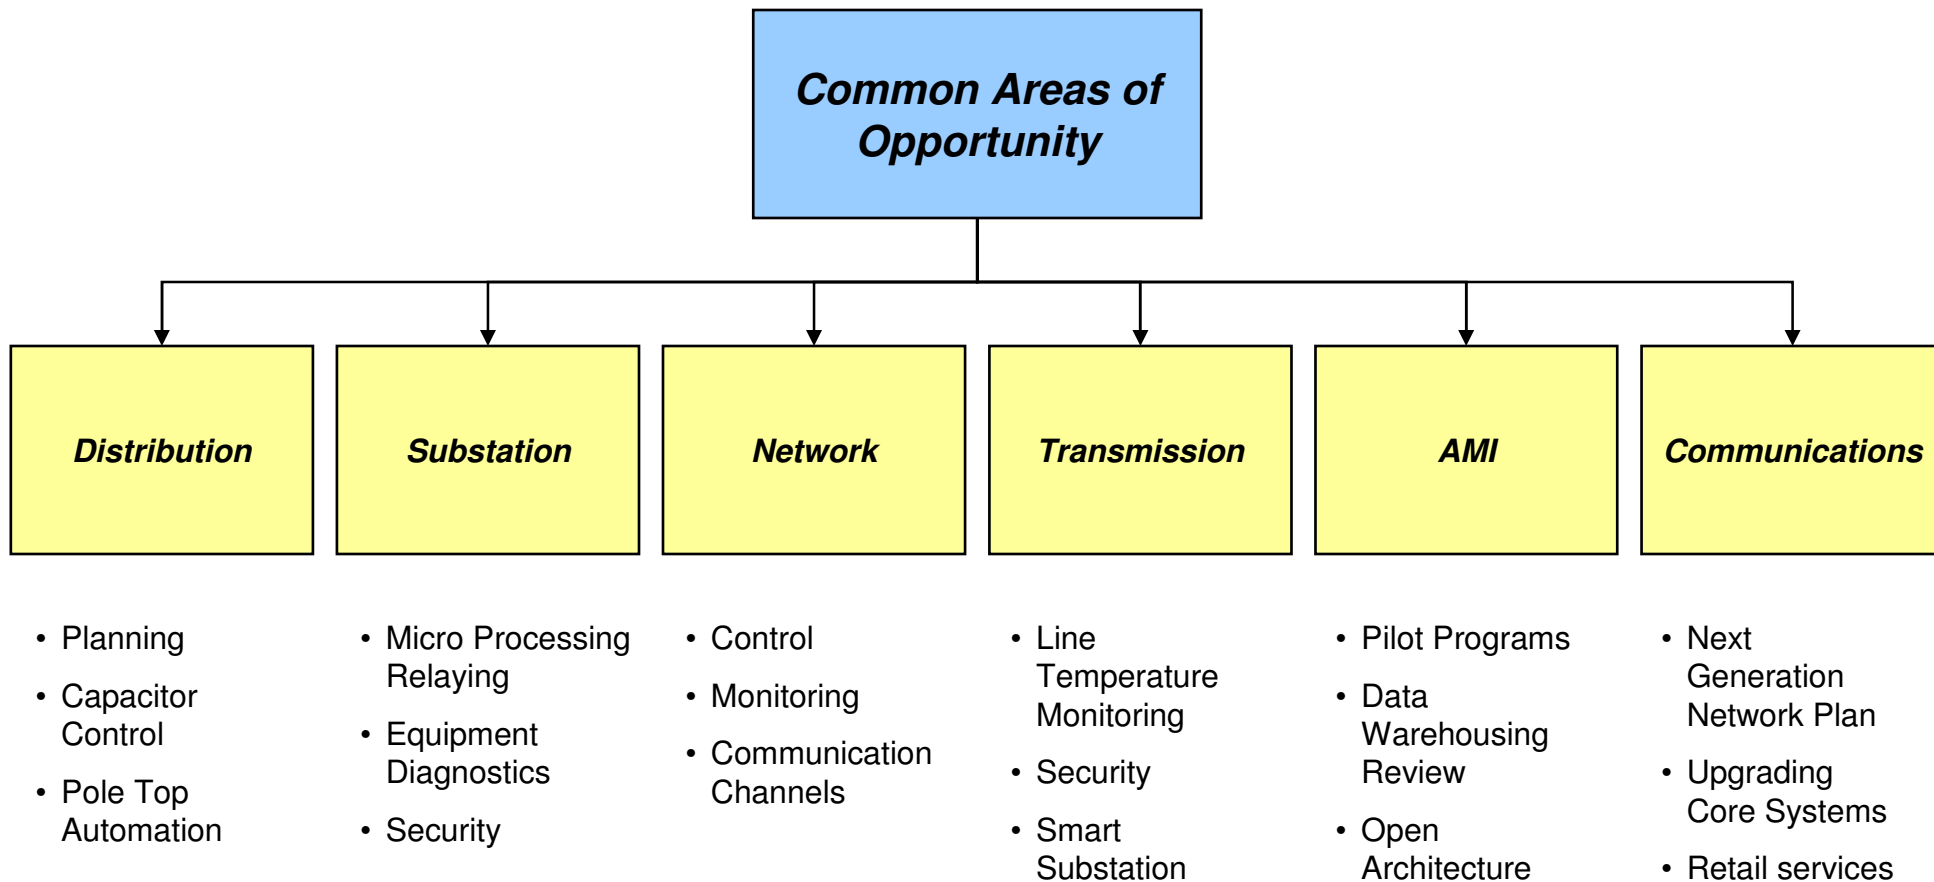 Common Areas of
Opportunity
Distribution
Substation
Network
Transmission
AMI
Communications
• Planning
• Capacitor
Control
• Pole Top
Automation
• Micro Processing
Relaying
• Equipment
Diagnostics
• Security
• Control
• Monitoring
• Communication
Channels
• Line
Temperature
Monitoring
• Security
• Smart
Substation
• Pilot Programs
• Data
Warehousing
Review
• Open
Architecture
• Next
Generation
Network Plan
• Upgrading
Core Systems
• Retail services